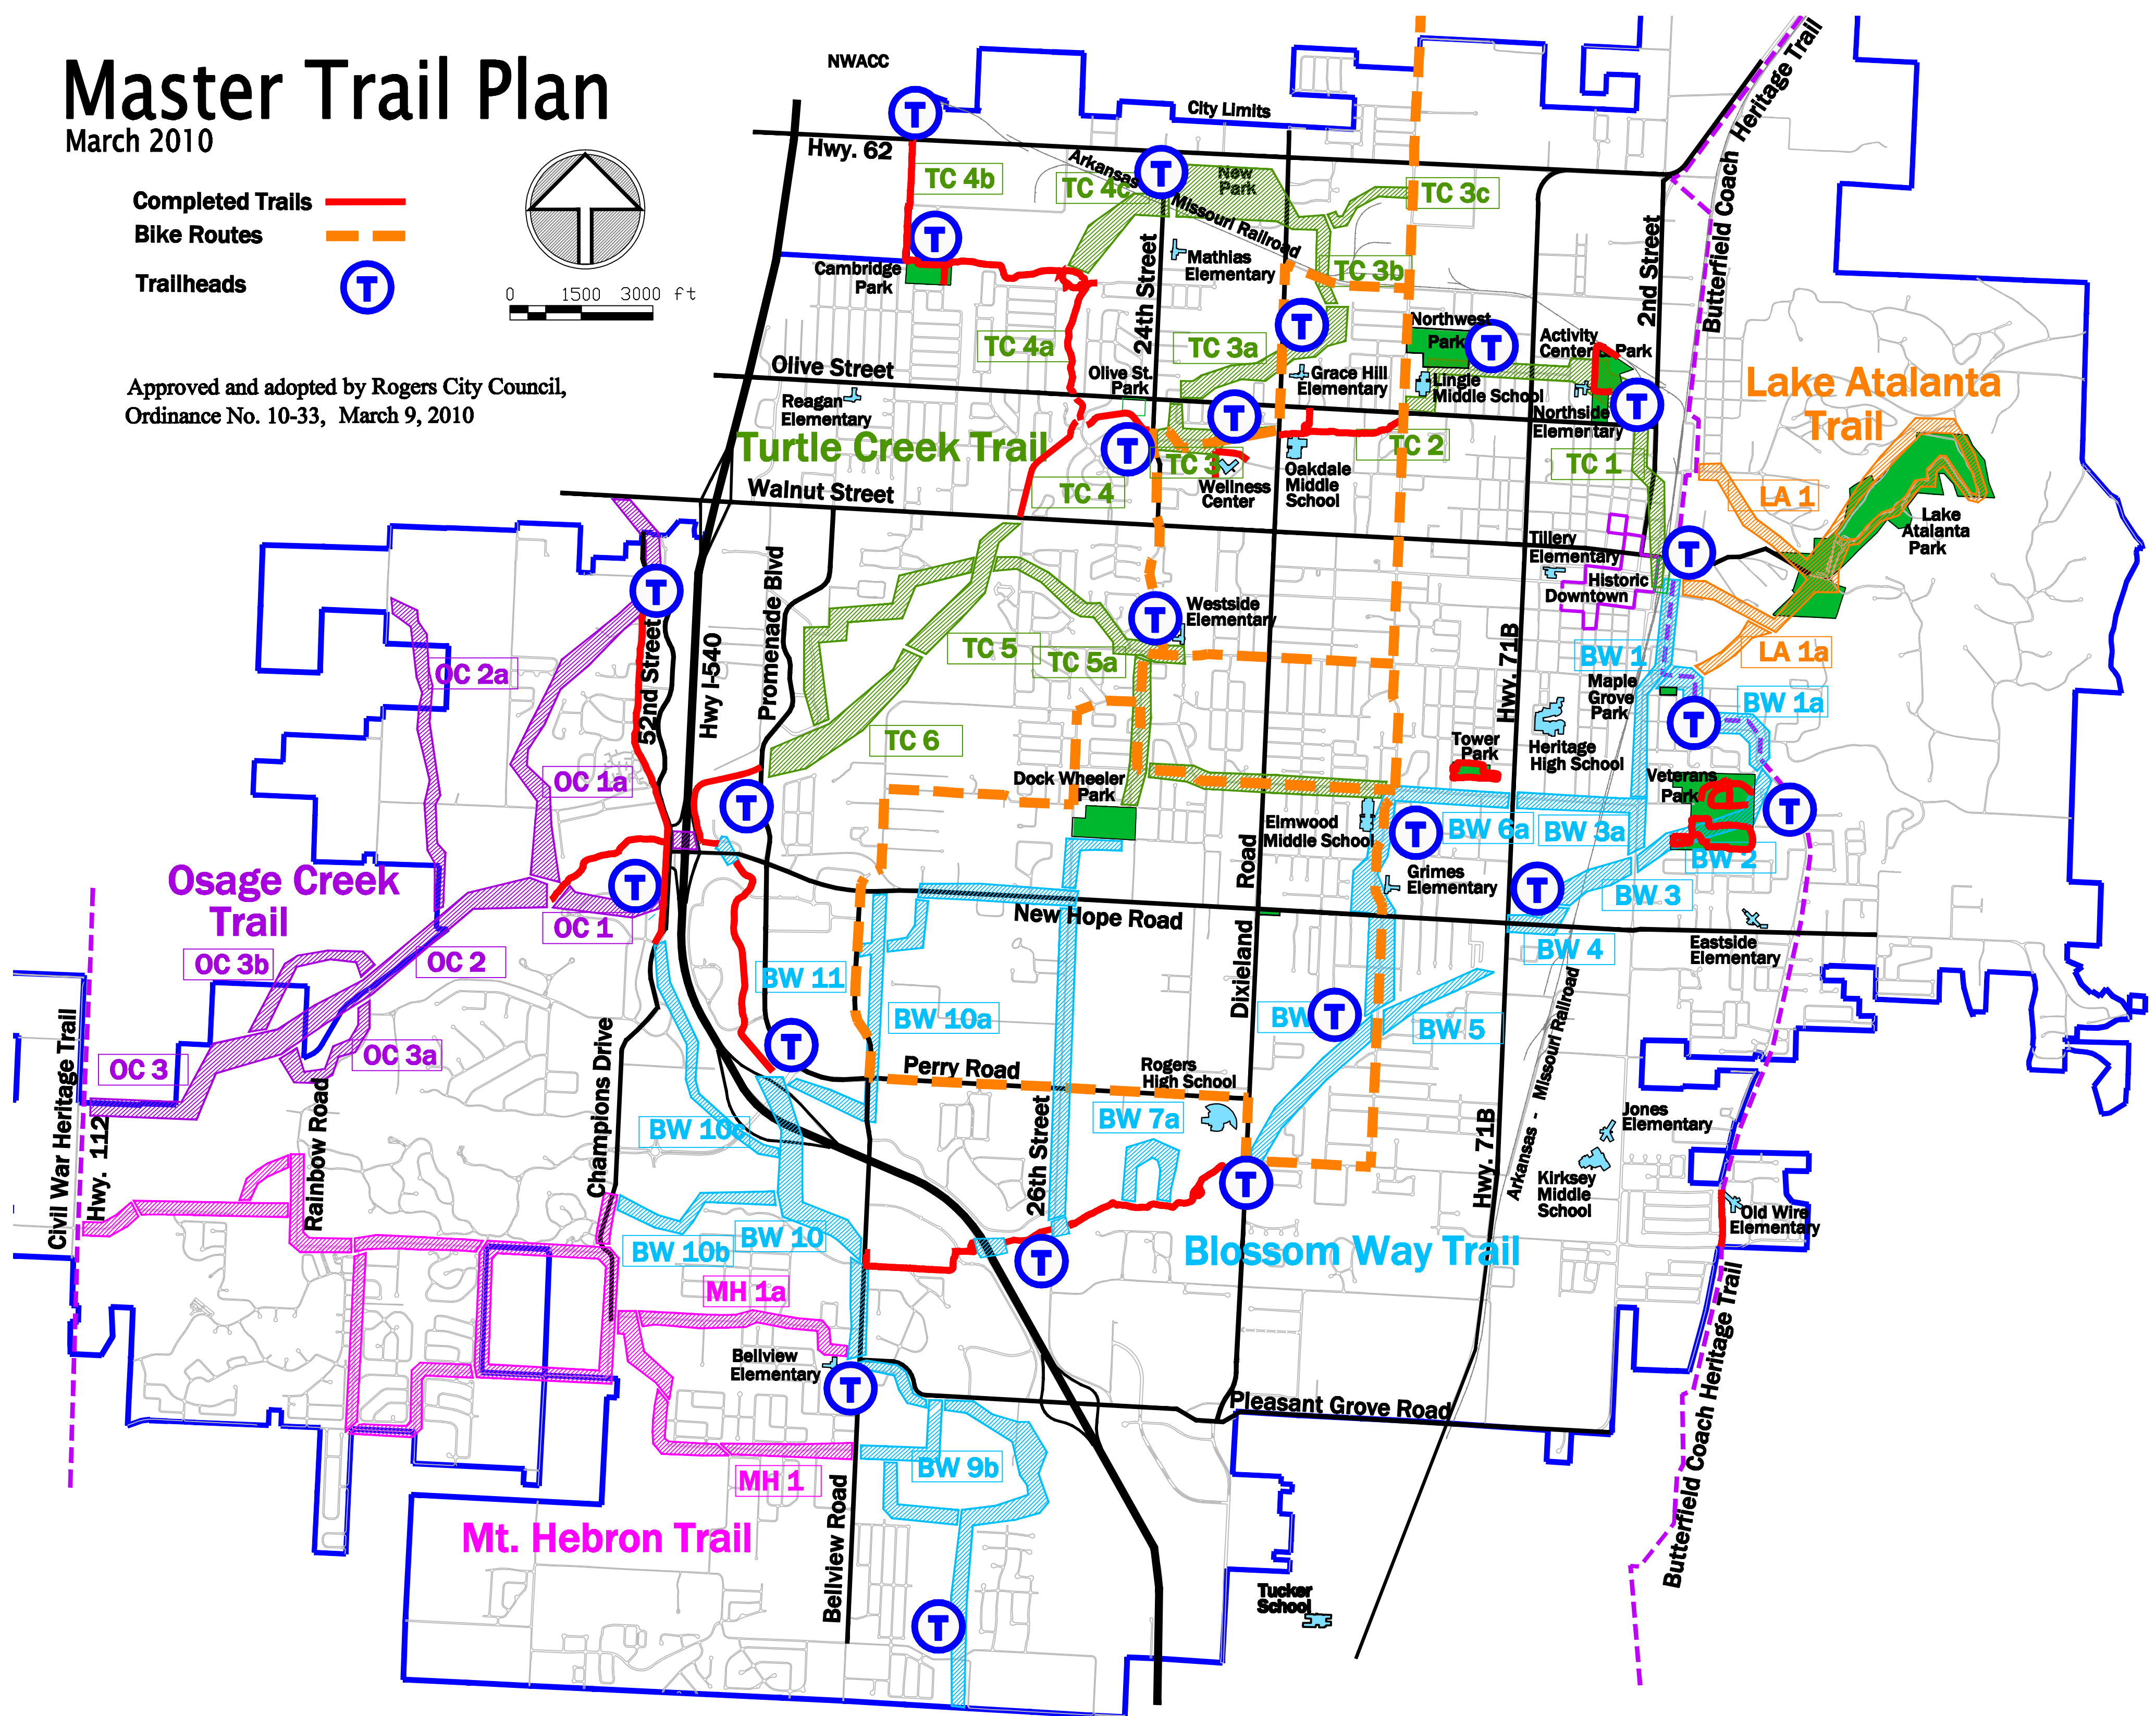 Master Trail Plan
March 2010
Completed Trails
Bike Routes
Trailheads
T
0 1500 3000 ft
Approved and adopted by Rogers City Council,
Ordinance No. 10-33, March 9, 2010
NWACC
City Limits
Hwy. 62
T
T
T
TC 4b
TC 4c
Arkansas
Missouri Railroad
New
Park
TC 3c
TC 3b
Cambridge
Park
24th Street
Mathias
Elementary
2nd Street
Butterfield Coach Heritage Trail
T
Northwest
Park
T
Activity
Center & Park
TC 4a
TC 3a
Olive Street
Olive St.
Park
Grace Hill
Elementary
Lingle
Middle School
Northside
Elementary
T
Reagan
Elementary
Lake Atalanta
Trail
Turtle Creek Trail
T
T
TC 3
TC 2
TC 1
Wellness
Center
Oakdale
Middle
School
TC 4
Walnut Street
LA 1
Lake
Atalanta
Park
Tillery
Elementary
T
Historic
Downtown
T
52nd Street
Hwy I-540
Promenade Blvd
T
Westside
Elementary
TC 5
TC 5a
TC 6
OC 2a
OC 1a
Hwy. 71B
BW 1
LA 1a
Maple
Grove
Park
BW 1a
T
Heritage
High School
Tower
Park
Veterans
Park
T
Dock Wheeler
Park
T
Elmwood
Middle School
T
BW 6a
BW 3a
BW 2
Grimes
Elementary
T
BW 3
BW 4
Eastside
Elementary
Osage Creek
Trail
T
OC 1
OC 2
OC 3b
OC 3a
OC 3
New Hope Road
Dixieland
Road
BW 11
BW 10a
BW
T
BW 5
T
Perry Road
Rogers
High School
BW 7a
26th Street
Champions Drive
Rainbow Road
Civil War Heritage Trail
Hwy. 112
BW 10c
Hwy. 71B
Arkansas - Missouri Railroad
Jones
Elementary
Kirksey
Middle
School
Old Wire
Elementary
T
T
BW 10b
BW 10
Blossom Way Trail
MH 1a
Bellview
Elementary
T
Pleasant Grove Road
BW 9b
MH 1
Mt. Hebron Trail
Bellview Road
T
Tucker
School
Butterfield Coach Heritage Trail